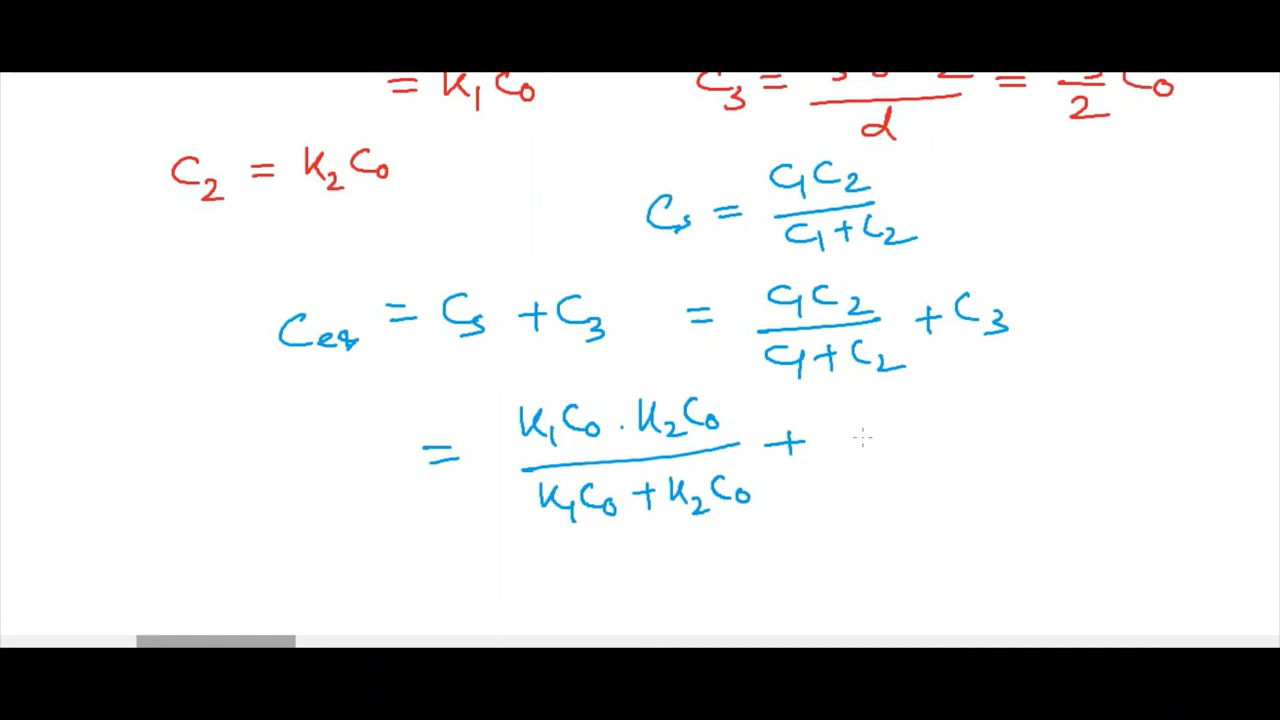 = K₁C₀
C₃ = ─── / d = ─ / 2 C₀
C₂ = K₂C₀
Cₛ = C₁C₂ / C₁+C₂
Ceq = Cₛ + C₃ = C₁C₂ / C₁+C₂ + C₃
= K₁C₀ . K₂C₀ / K₁C₀ + K₂C₀ +